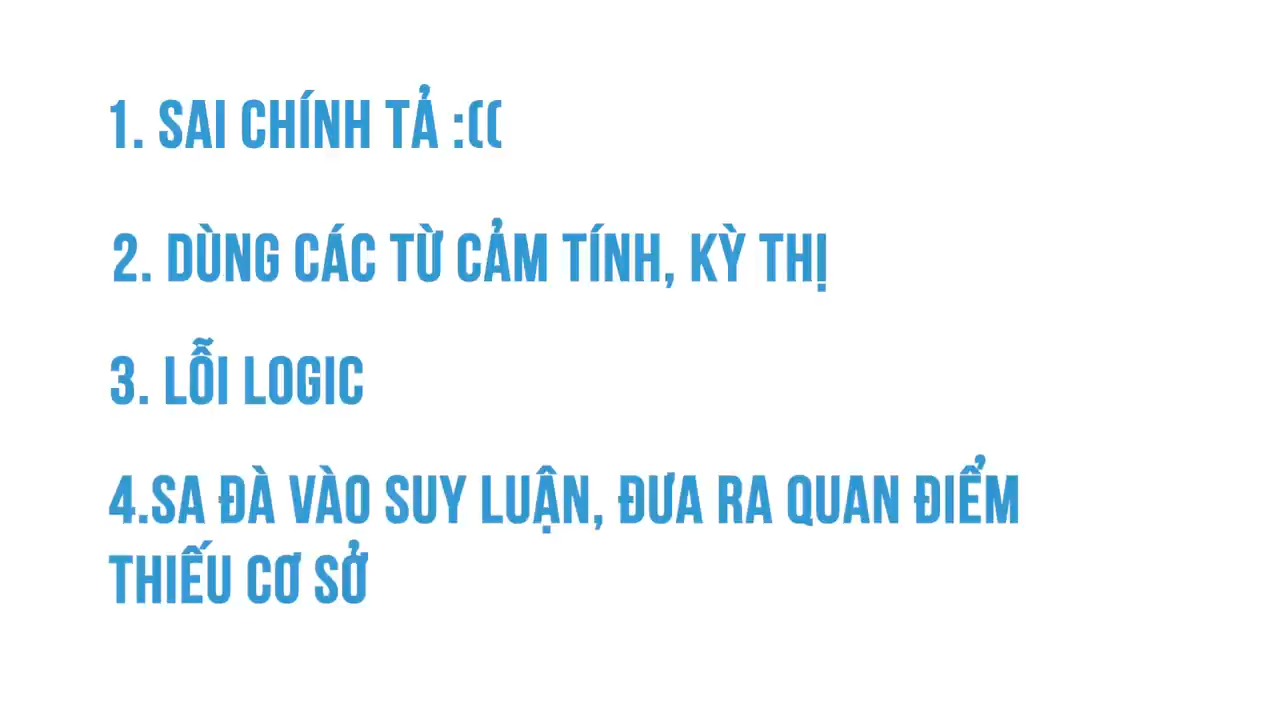 1. SAI CHÍNH TẢ :((
2. DÙNG CÁC TỪ CẢM TÍNH, KỲ THỊ
3. LỖI LOGIC
4.SA ĐÀ VÀO SUY LUẬN, ĐƯA RA QUAN ĐIỂM
THIẾU CƠ SỞ